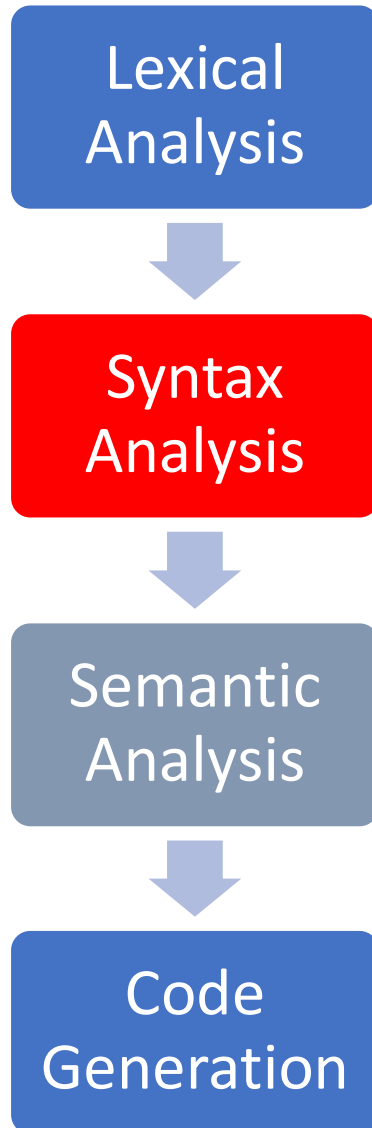 Lexical
Analysis
Syntax
Analysis
Semantic
Analysis
Code
Generation